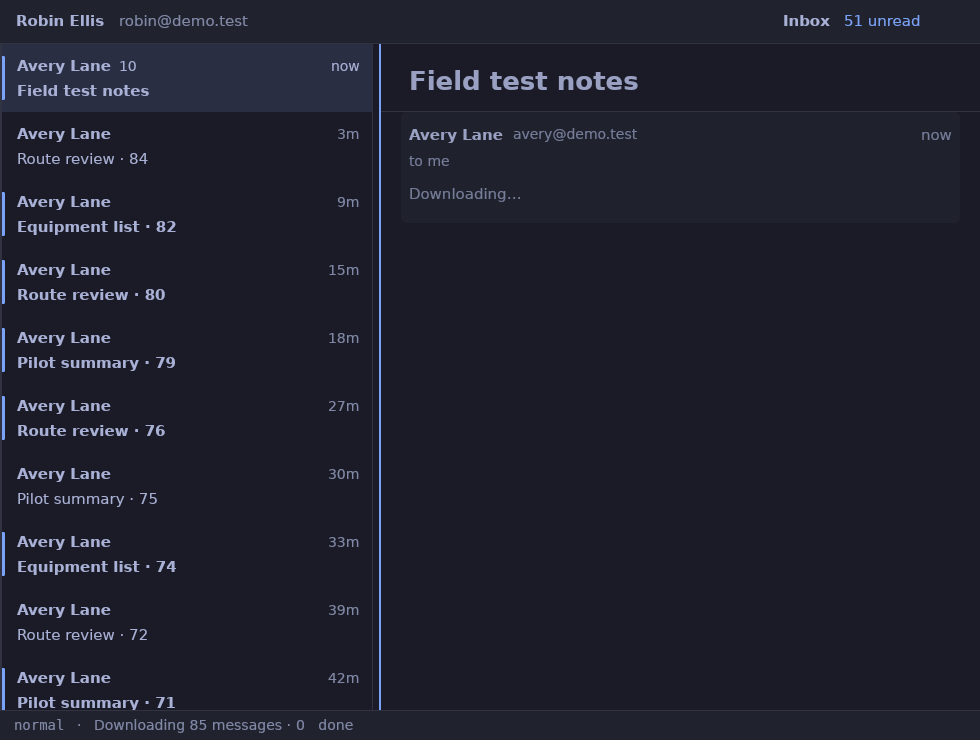 Robin Ellis robin@demo.test
Inbox 51 unread
Avery Lane 10 now
Field test notes
Avery Lane 3m
Route review · 84
Avery Lane 9m
Equipment list · 82
Avery Lane 15m
Route review · 80
Avery Lane 18m
Pilot summary · 79
Avery Lane 27m
Route review · 76
Avery Lane 30m
Pilot summary · 75
Avery Lane 33m
Equipment list · 74
Avery Lane 39m
Route review · 72
Avery Lane 42m
Pilot summary · 71
Field test notes
Avery Lane avery@demo.test now
to me
Downloading…
normal · Downloading 85 messages · 0 done